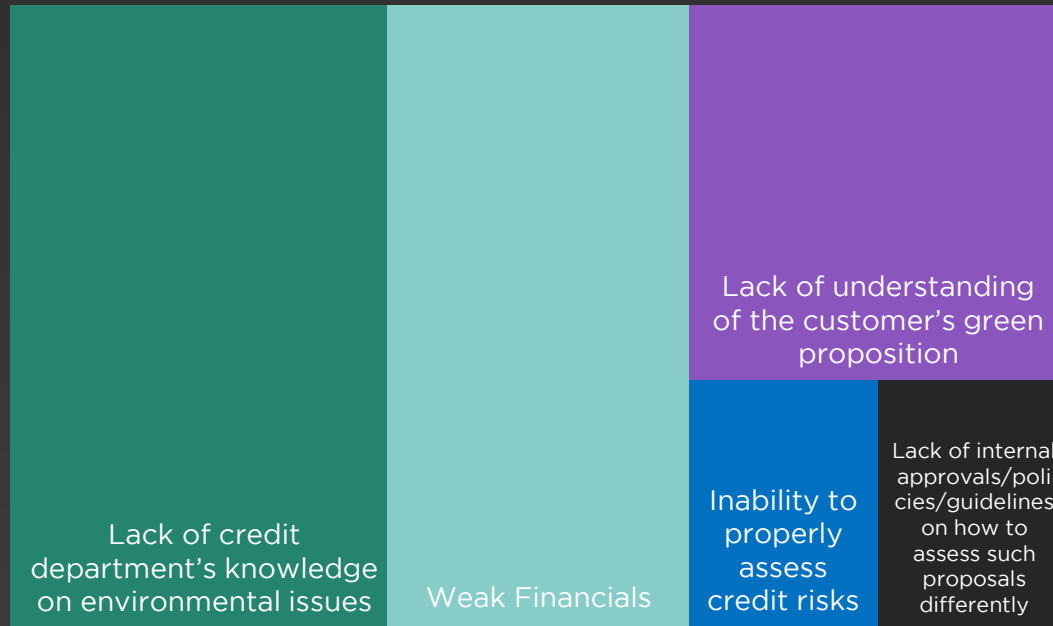 Lack of understanding
of the customer’s green
proposition
Lack of credit
department’s knowledge
on environmental issues
Weak Financials
Inability to
properly
assess
credit risks
Lack of internal
approvals/poli
cies/guidelines
on how to
assess such
proposals
differently